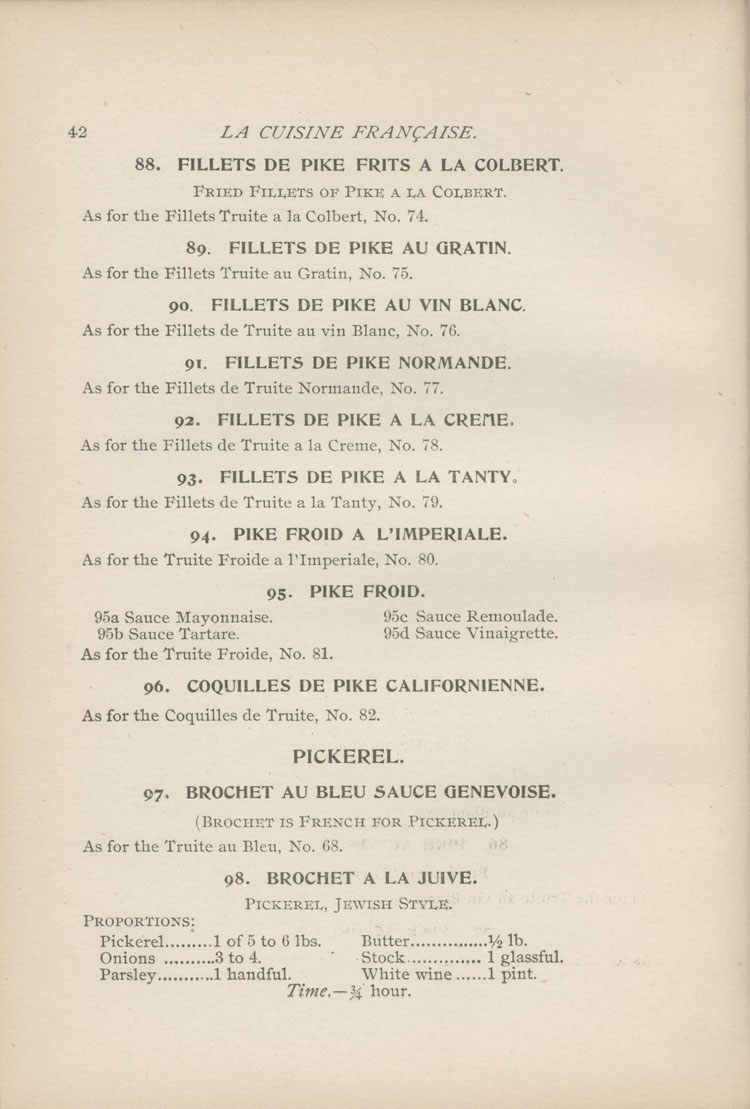 42 LA CUISINE FRANÇAISE.
88. FILLETS DE PIKE FRITS A LA COLBERT.
FRIED FILLETS OF PIKE A LA COLBERT.
As for the Fillets Truite a la Colbert, No. 74.
89. FILLETS DE PIKE AU GRATIN.
As for the Fillets Truite au Gratin, No. 75.
90. FILLETS DE PIKE AU VIN BLANC.
As for the Fillets de Truite au vin Blanc, No. 76.
91. FILLETS DE PIKE NORMANDE.
As for the Fillets de Truite Normande, No. 77.
92. FILLETS DE PIKE A LA CREME.
As for the Fillets de Truite a la Creme, No. 78.
93. FILLETS DE PIKE A LA TANTY.
As for the Fillets de Truite a la Tanty, No. 79.
94. PIKE FROID A L'IMPERIALE.
As for the Truite Froide a l'Imperiale, No. 80.
95. PIKE FROID.
95a Sauce Mayonnaise. 95c Sauce Remoulade.
95b Sauce Tartare. 95d Sauce Vinaigrette.
As for the Truite Froide, No. 81.
96. COQUILLES DE PIKE CALIFORNIENNE.
As for the Coquilles de Truite, No. 82.
PICKEREL.
97. BROCHET AU BLEU SAUCE GENEVOISE.
(BROCHET IS FRENCH FOR PICKEREL.)
As for the Truite au Bleu, No. 68.
98. BROCHET A LA JUIVE.
PICKEREL, JEWISH STYLE.
PROPORTIONS:
Pickerel.........1 of 5 to 6 lbs. Butter...............½ lb.
Onions ..........3 to 4. Stock.............. 1 glassful.
Parsley...........1 handful. White wine ......1 pint.
Time.—¾ hour.